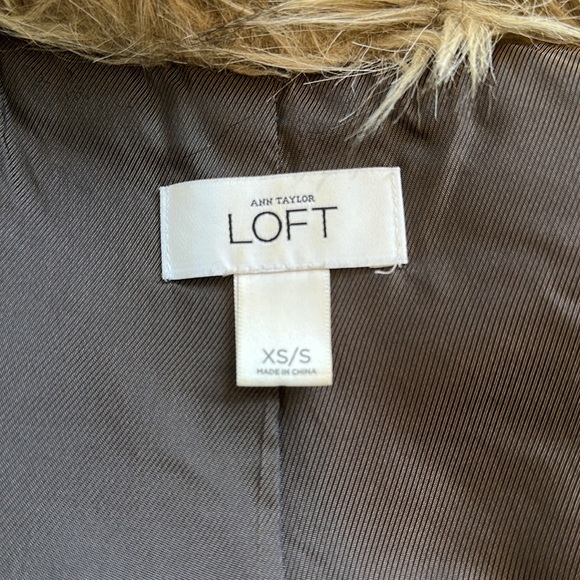 ANN TAYLOR
LOFT
XS/S
MADE IN CHINA